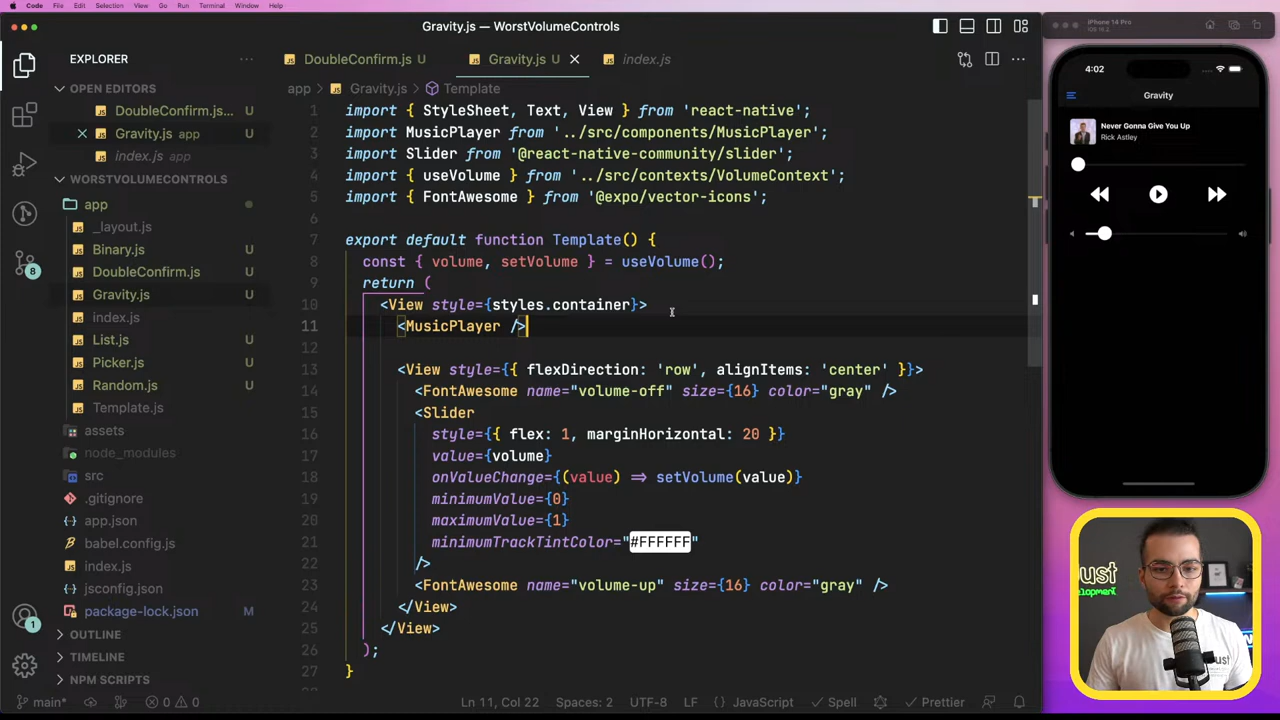 Code File Edit Selection View Go Run Terminal Window Help
Gravity.js — WorstVolumeControls
EXPLORER
OPEN EDITORS
DoubleConfirm.js... U
Gravity.js app U
index.js app
WORSTVOLUMECONTROLS
app
_layout.js
Binary.js U
DoubleConfirm.js U
Gravity.js U
index.js
List.js U
Picker.js U
Random.js U
Template.js
assets
node_modules
src
.gitignore
app.json
babel.config.js
index.js
jsconfig.json
package-lock.json M
OUTLINE
TIMELINE
NPM SCRIPTS
8
1
DoubleConfirm.js U Gravity.js U index.js
app Gravity.js Template
1 import { StyleSheet, Text, View } from 'react-native';
2 import MusicPlayer from '../src/components/MusicPlayer';
3 import Slider from '@react-native-community/slider';
4 import { useVolume } from '../src/contexts/VolumeContext';
5 import { FontAwesome } from '@expo/vector-icons';
6
7 export default function Template() {
8 const { volume, setVolume } = useVolume();
9 return (
10 <View style={styles.container}>
11 <MusicPlayer />
12
13 <View style={{ flexDirection: 'row', alignItems: 'center' }}>
14 <FontAwesome name="volume-off" size={16} color="gray" />
15 <Slider
16 style={{ flex: 1, marginHorizontal: 20 }}
17 value={volume}
18 onValueChange={(value) => setVolume(value)}
19 minimumValue={0}
20 maximumValue={1}
21 minimumTrackTintColor="#FFFFFF"
22 />
23 <FontAwesome name="volume-up" size={16} color="gray" />
24 </View>
25 </View>
26 );
27 }
main* 0 0 Ln 11, Col 22 Spaces: 2 UTF-8 LF JavaScript Spell Prettier
iPhone 14 Pro
4:02
Gravity
Never Gonna Give You Up
Rick Astley